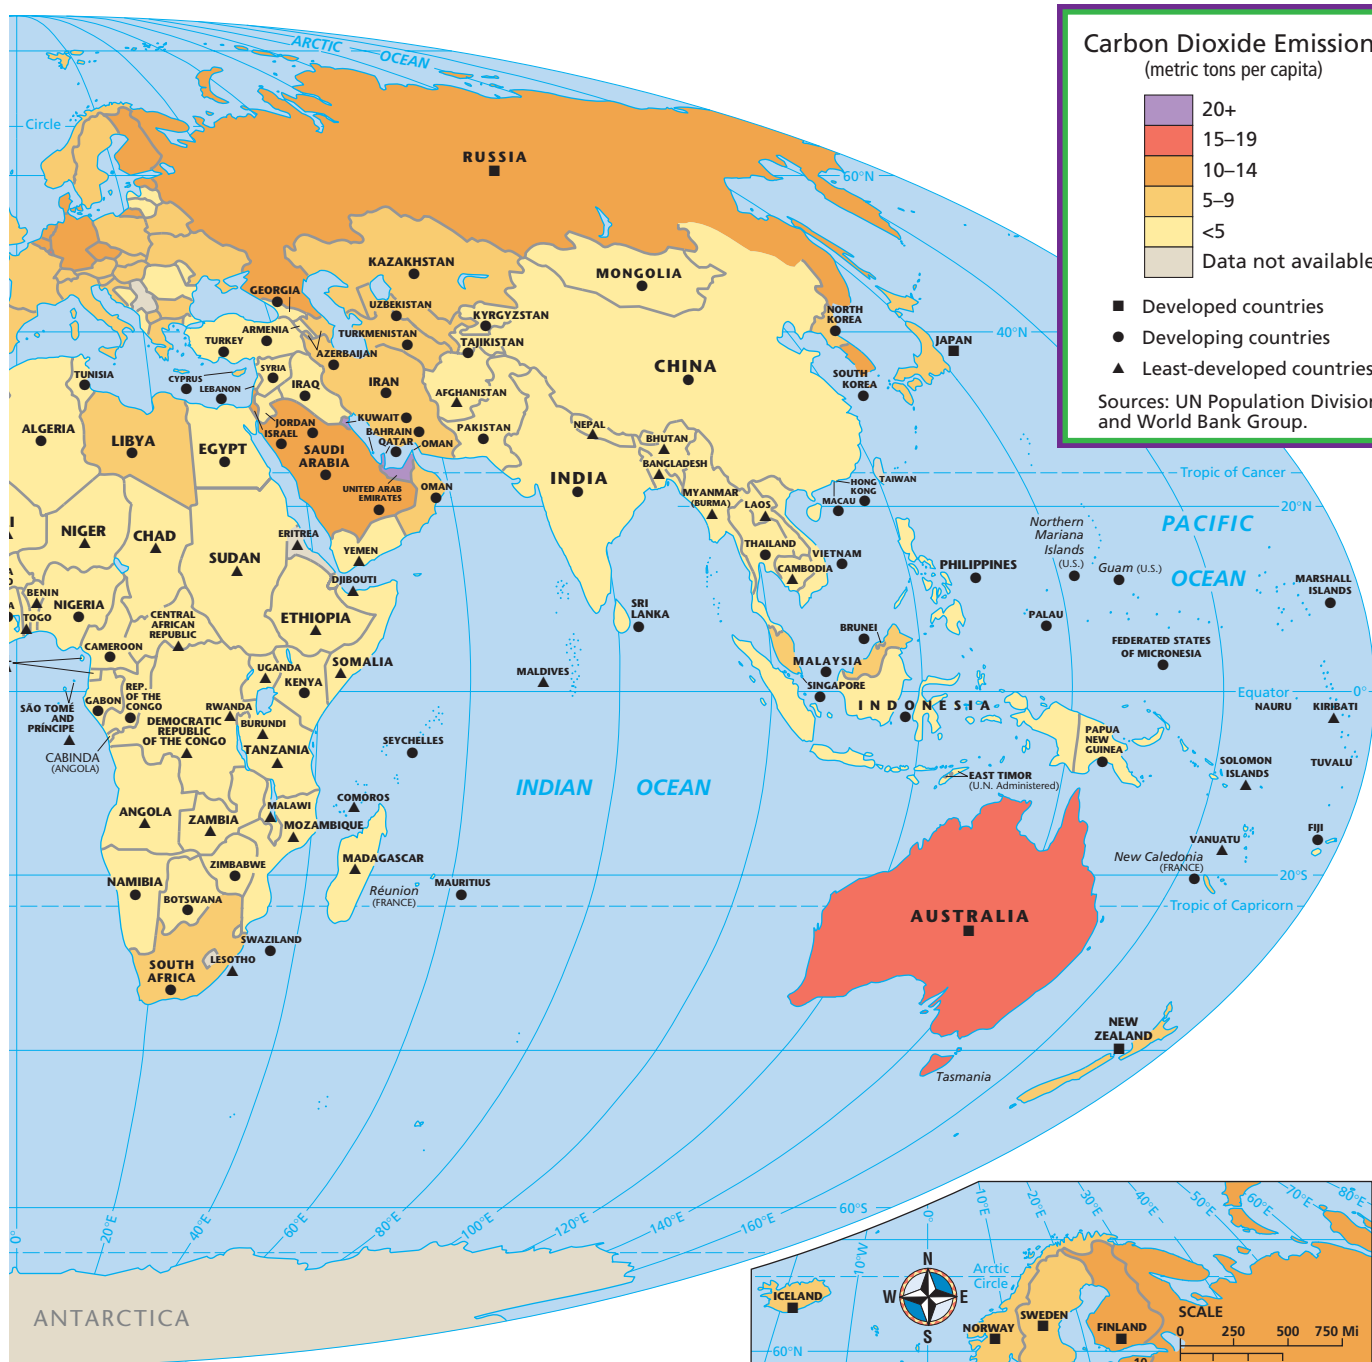 ARCTIC OCEAN
Carbon Dioxide Emission
(metric tons per capita)
20+
15–19
10–14
5–9
<5
Data not available
Developed countries
Developing countries
Least-developed countries
Sources: UN Population Division
and World Bank Group.
Circle
RUSSIA
60°N
KAZAKHSTAN
MONGOLIA
GEORGIA
UZBEKISTAN
KYRGYZSTAN
NORTH
KOREA
40°N
ARMENIA
TURKMENISTAN
TURKEY
TAJIKISTAN
JAPAN
AZERBAIJAN
CHINA
TUNISIA
CYPRUS
SYRIA
LEBANON
IRAQ
IRAN
AFGHANISTAN
SOUTH
KOREA
ALGERIA
LIBYA
EGYPT
JORDAN
ISRAEL
KUWAIT
BAHRAIN
QATAR
OMAN
PAKISTAN
NEPAL
BHUTAN
BANGLADESH
SAUDI
ARABIA
UNITED ARAB
EMIRATES
OMAN
INDIA
MYANMAR
(BURMA)
LAOS
HONG
KONG
TAIWAN
MACAU
Tropic of Cancer
20°N
NIGER
CHAD
SUDAN
ERITREA
YEMEN
DJIBOUTI
THAILAND
VIETNAM
CAMBODIA
PHILIPPINES
Northern
Mariana
Islands
(U.S.)
Guam (U.S.)
PACIFIC
OCEAN
MARSHALL
ISLANDS
BENIN
TOGO
NIGERIA
CENTRAL
AFRICAN
REPUBLIC
ETHIOPIA
SRI
LANKA
BRUNEI
PALAU
FEDERATED STATES
OF MICRONESIA
CAMEROON
UGANDA
KENYA
SOMALIA
MALDIVES
MALAYSIA
SINGAPORE
INDONESIA
Equator
0°
NAURU
KIRIBATI
SÃO TOMÉ
AND
PRÍNCIPE
GABON
REP.
OF THE
CONGO
RWANDA
BURUNDI
DEMOCRATIC
REPUBLIC
OF THE CONGO
TANZANIA
SEYCHELLES
CABINDA
(ANGOLA)
PAPUA
NEW
GUINEA
SOLOMON
ISLANDS
TUVALU
EAST TIMOR
(U.N. Administered)
INDIAN OCEAN
ANGOLA
ZAMBIA
MALAWI
COMOROS
MOZAMBIQUE
ZIMBABWE
MADAGASCAR
Réunion
(FRANCE)
MAURITIUS
VANUATU
FIJI
New Caledonia
(FRANCE)
20°S
NAMIBIA
BOTSWANA
Tropic of Capricorn
AUSTRALIA
SWAZILAND
LESOTHO
SOUTH
AFRICA
NEW
ZEALAND
Tasmania
60°S
0°
20°E
40°E
60°E
80°E
100°E
120°E
140°E
160°E
ANTARCTICA
10°W
0°
10°E
20°E
30°E
40°E
50°E
60°E
70°E
80°E
N
W
E
S
Arctic
Circle
ICELAND
NORWAY
SWEDEN
FINLAND
60°N
SCALE
0
250
500
750 Mi